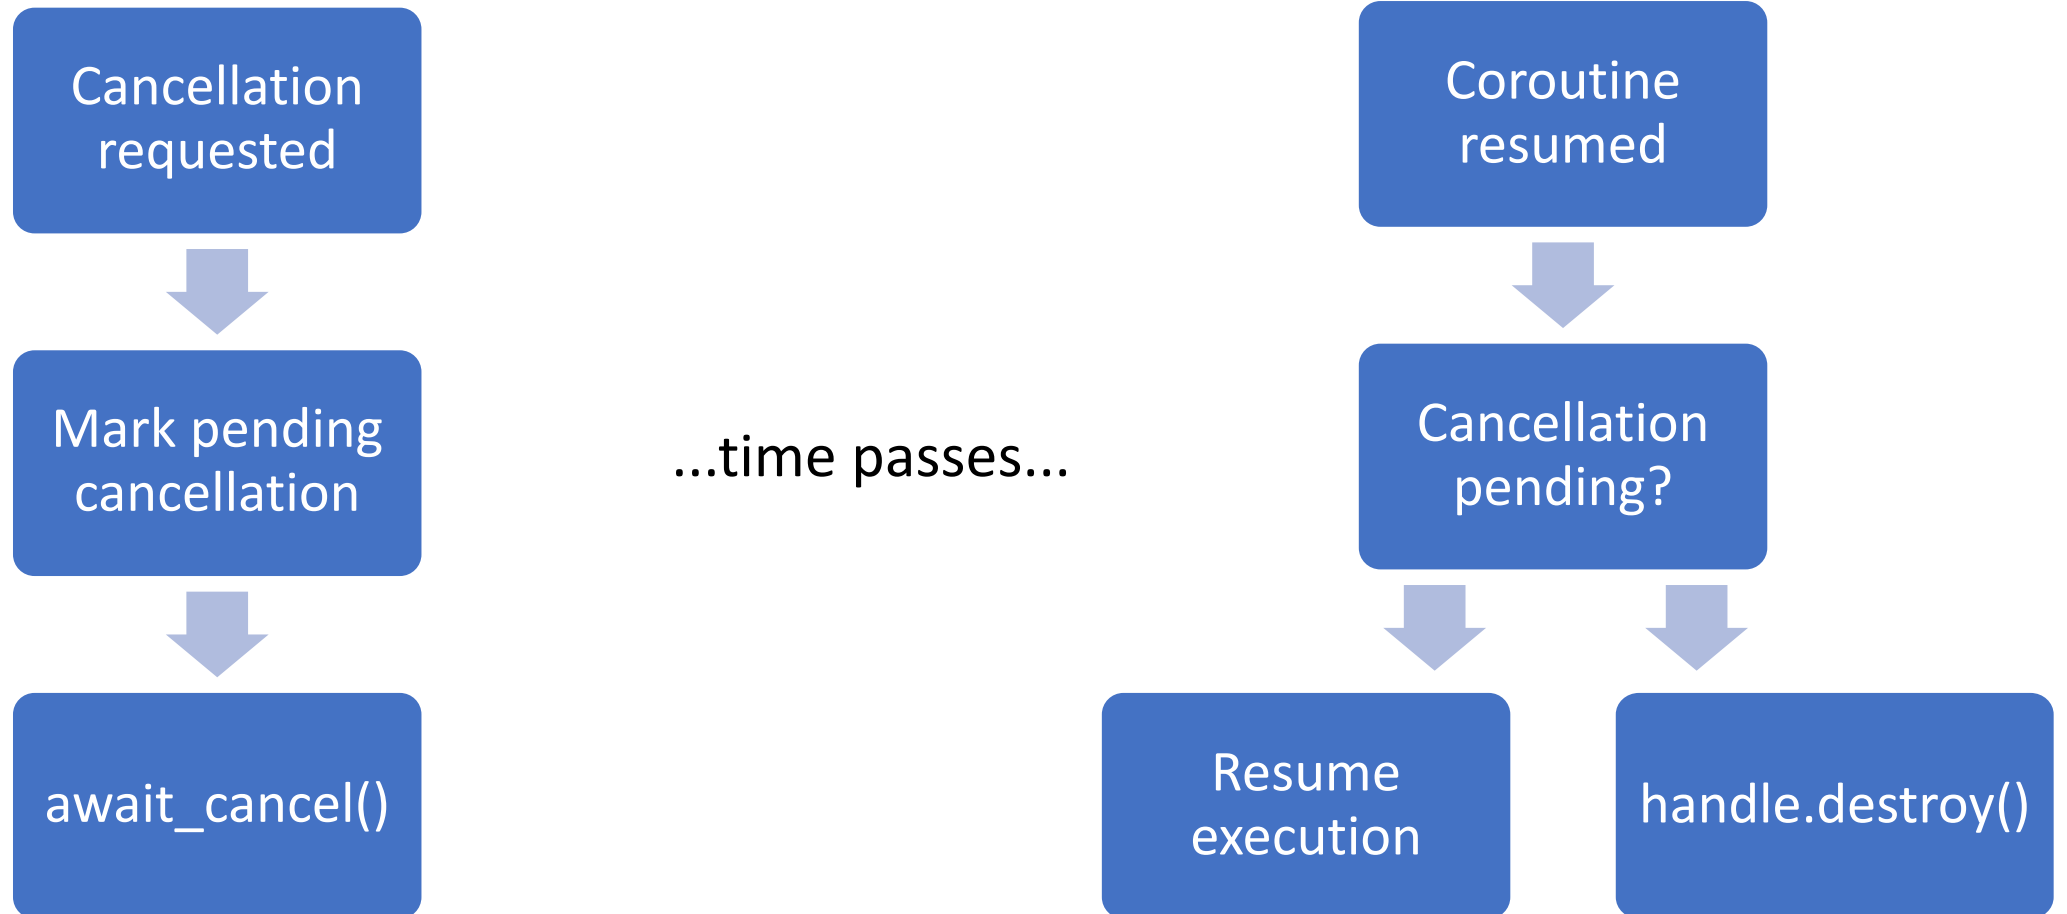 Cancellation
requested
Mark pending
cancellation
await_cancel()
...time passes...
Coroutine
resumed
Cancellation
pending?
Resume
execution
handle.destroy()